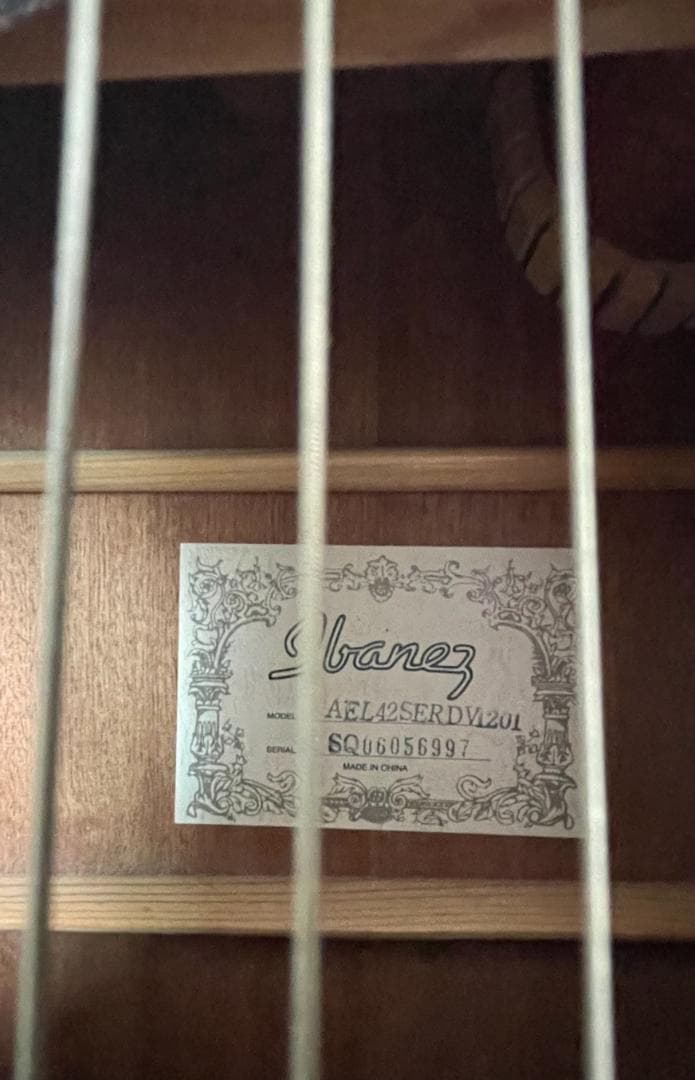 Ibanez
MODEL AEL42SERDV1201
SERIAL SQ06056997
MADE IN CHINA